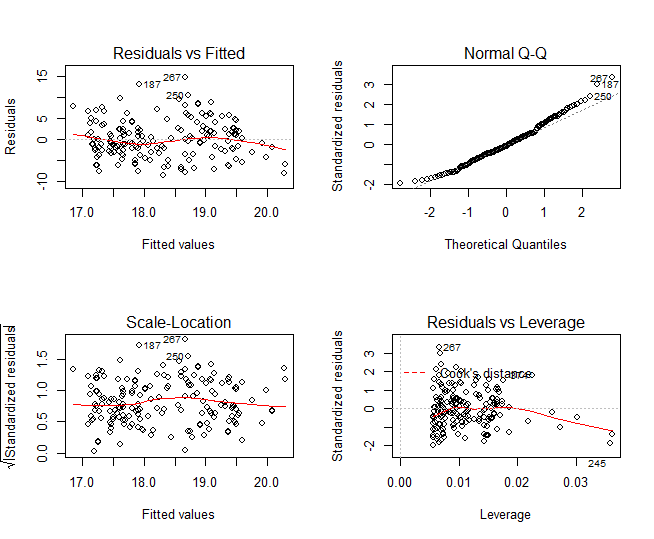 Residuals vs Fitted
Residuals
15
5
0
-10
267
187
250
17.0 18.0 19.0 20.0
Fitted values
Normal Q-Q
Standardized residuals
3
2
1
0
-2
267
187
250
-2 -1 0 1 2
Theoretical Quantiles
Scale-Location
√|Standardized residuals|
1.5
1.0
0.5
0.0
267
187
250
17.0 18.0 19.0 20.0
Fitted values
Residuals vs Leverage
Standardized residuals
3
2
0
-2
267
Cook's distance
245
0.00 0.01 0.02 0.03
Leverage